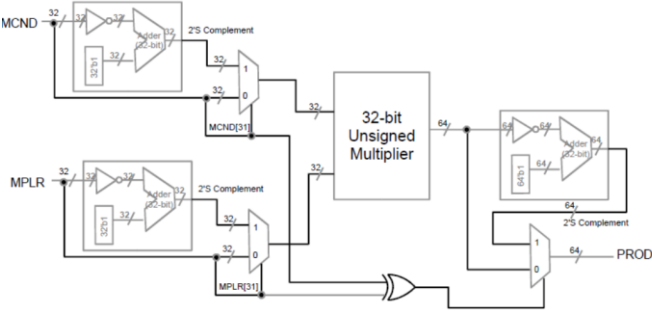 MCND
32
32
32
Adder
(32-bit)
32
32'b1
32
2'S Complement
32
1
32
0
MCND[31]
32
32-bit
Unsigned
Multiplier
64
64
64
Adder
(32-bit)
64
64'b1
64
64
2'S Complement
1
0
64
PROD
MPLR
32
32
32
Adder
(32-bit)
32
32'b1
32
2'S Complement
32
1
32
0
MPLR[31]
32